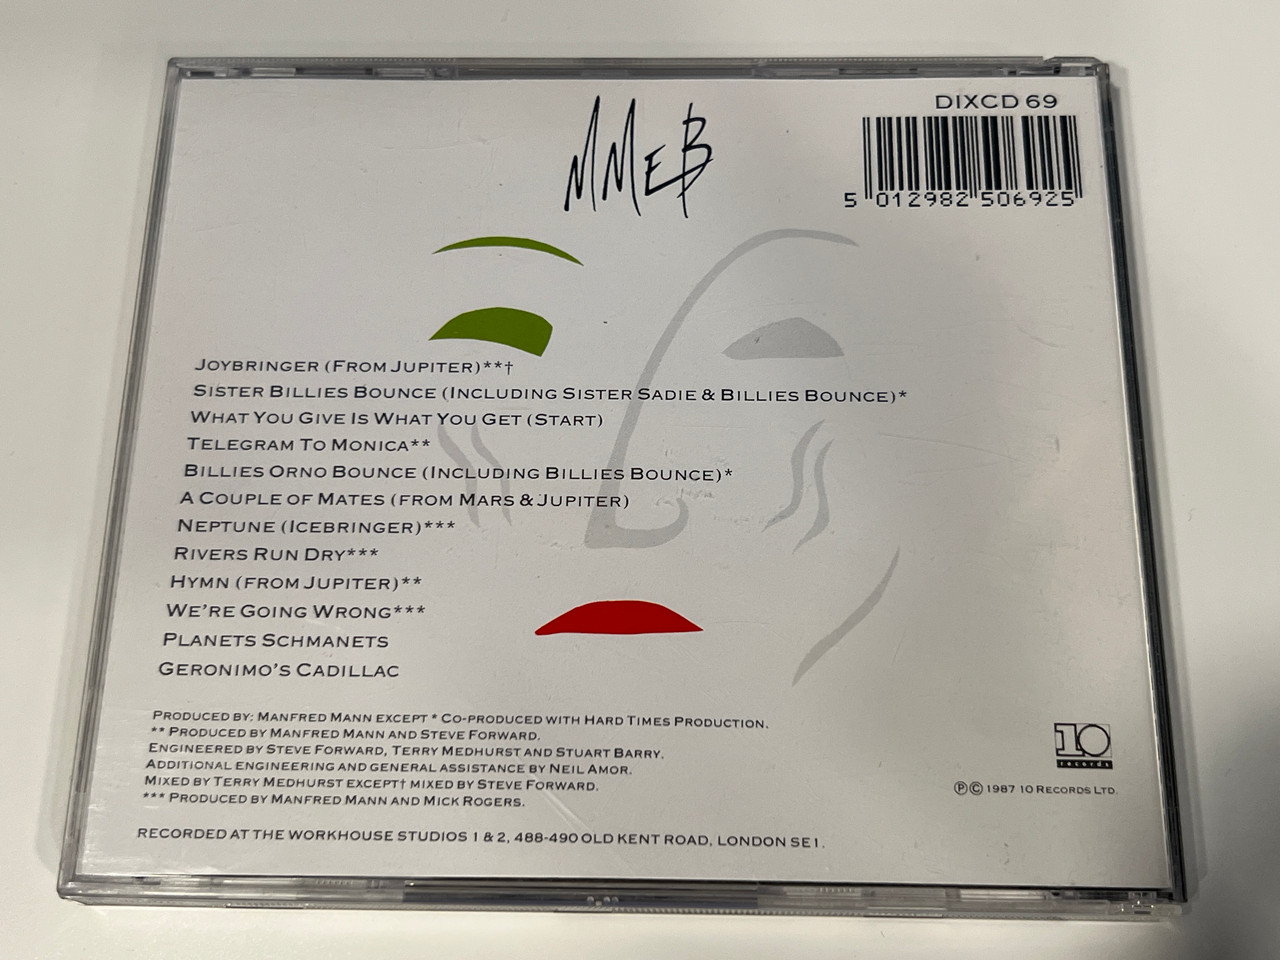 MMEB
DIXCD 69
5 012982 506925
JOYBRINGER (FROM JUPITER)**†
SISTER BILLIES BOUNCE (INCLUDING SISTER SADIE & BILLIES BOUNCE)*
WHAT YOU GIVE IS WHAT YOU GET (START)
TELEGRAM TO MONICA**
BILLIES ORNO BOUNCE (INCLUDING BILLIES BOUNCE)*
A COUPLE OF MATES (FROM MARS & JUPITER)
NEPTUNE (ICEBRINGER)***
RIVERS RUN DRY***
HYMN (FROM JUPITER)**
WE'RE GOING WRONG***
PLANETS SCHMANETS
GERONIMO'S CADILLAC
PRODUCED BY: MANFRED MANN EXCEPT * CO-PRODUCED WITH HARD TIMES PRODUCTION.
** PRODUCED BY MANFRED MANN AND STEVE FORWARD.
ENGINEERED BY STEVE FORWARD, TERRY MEDHURST AND STUART BARRY.
ADDITIONAL ENGINEERING AND GENERAL ASSISTANCE BY NEIL AMOR.
MIXED BY TERRY MEDHURST EXCEPT† MIXED BY STEVE FORWARD.
*** PRODUCED BY MANFRED MANN AND MICK ROGERS.
10
records
℗© 1987 10 RECORDS LTD.
RECORDED AT THE WORKHOUSE STUDIOS 1 & 2, 488-490 OLD KENT ROAD, LONDON SE1.